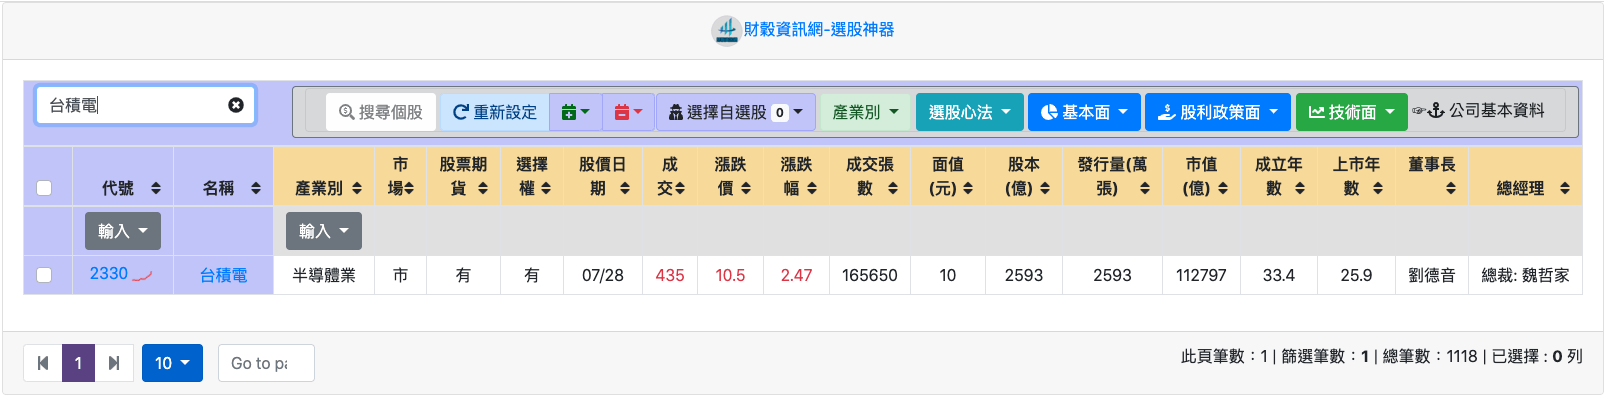 財報資訊網-選股神器
台積電
搜尋個股 重新設定 選擇自選股 0 產業別 選股心法 基本面 股利政策面 技術面 公司基本資料
代號 名稱 產業別 市場 股票期貨 選擇權 股價日期 成交 漲跌價 漲跌幅 成交張數 面值(元) 股本(億) 發行量(萬張) 市值(億) 成立年數 上市年數 董事長 總經理
輸入 輸入
2330 台積電 半導體業 市 有 有 07/28 435 10.5 2.47 165650 10 2593 2593 112797 33.4 25.9 劉德音 總裁: 魏哲家
1 10 Go to pa 此頁筆數：1 | 篩選筆數：1 | 總筆數：1118 | 已選擇 : 0 列